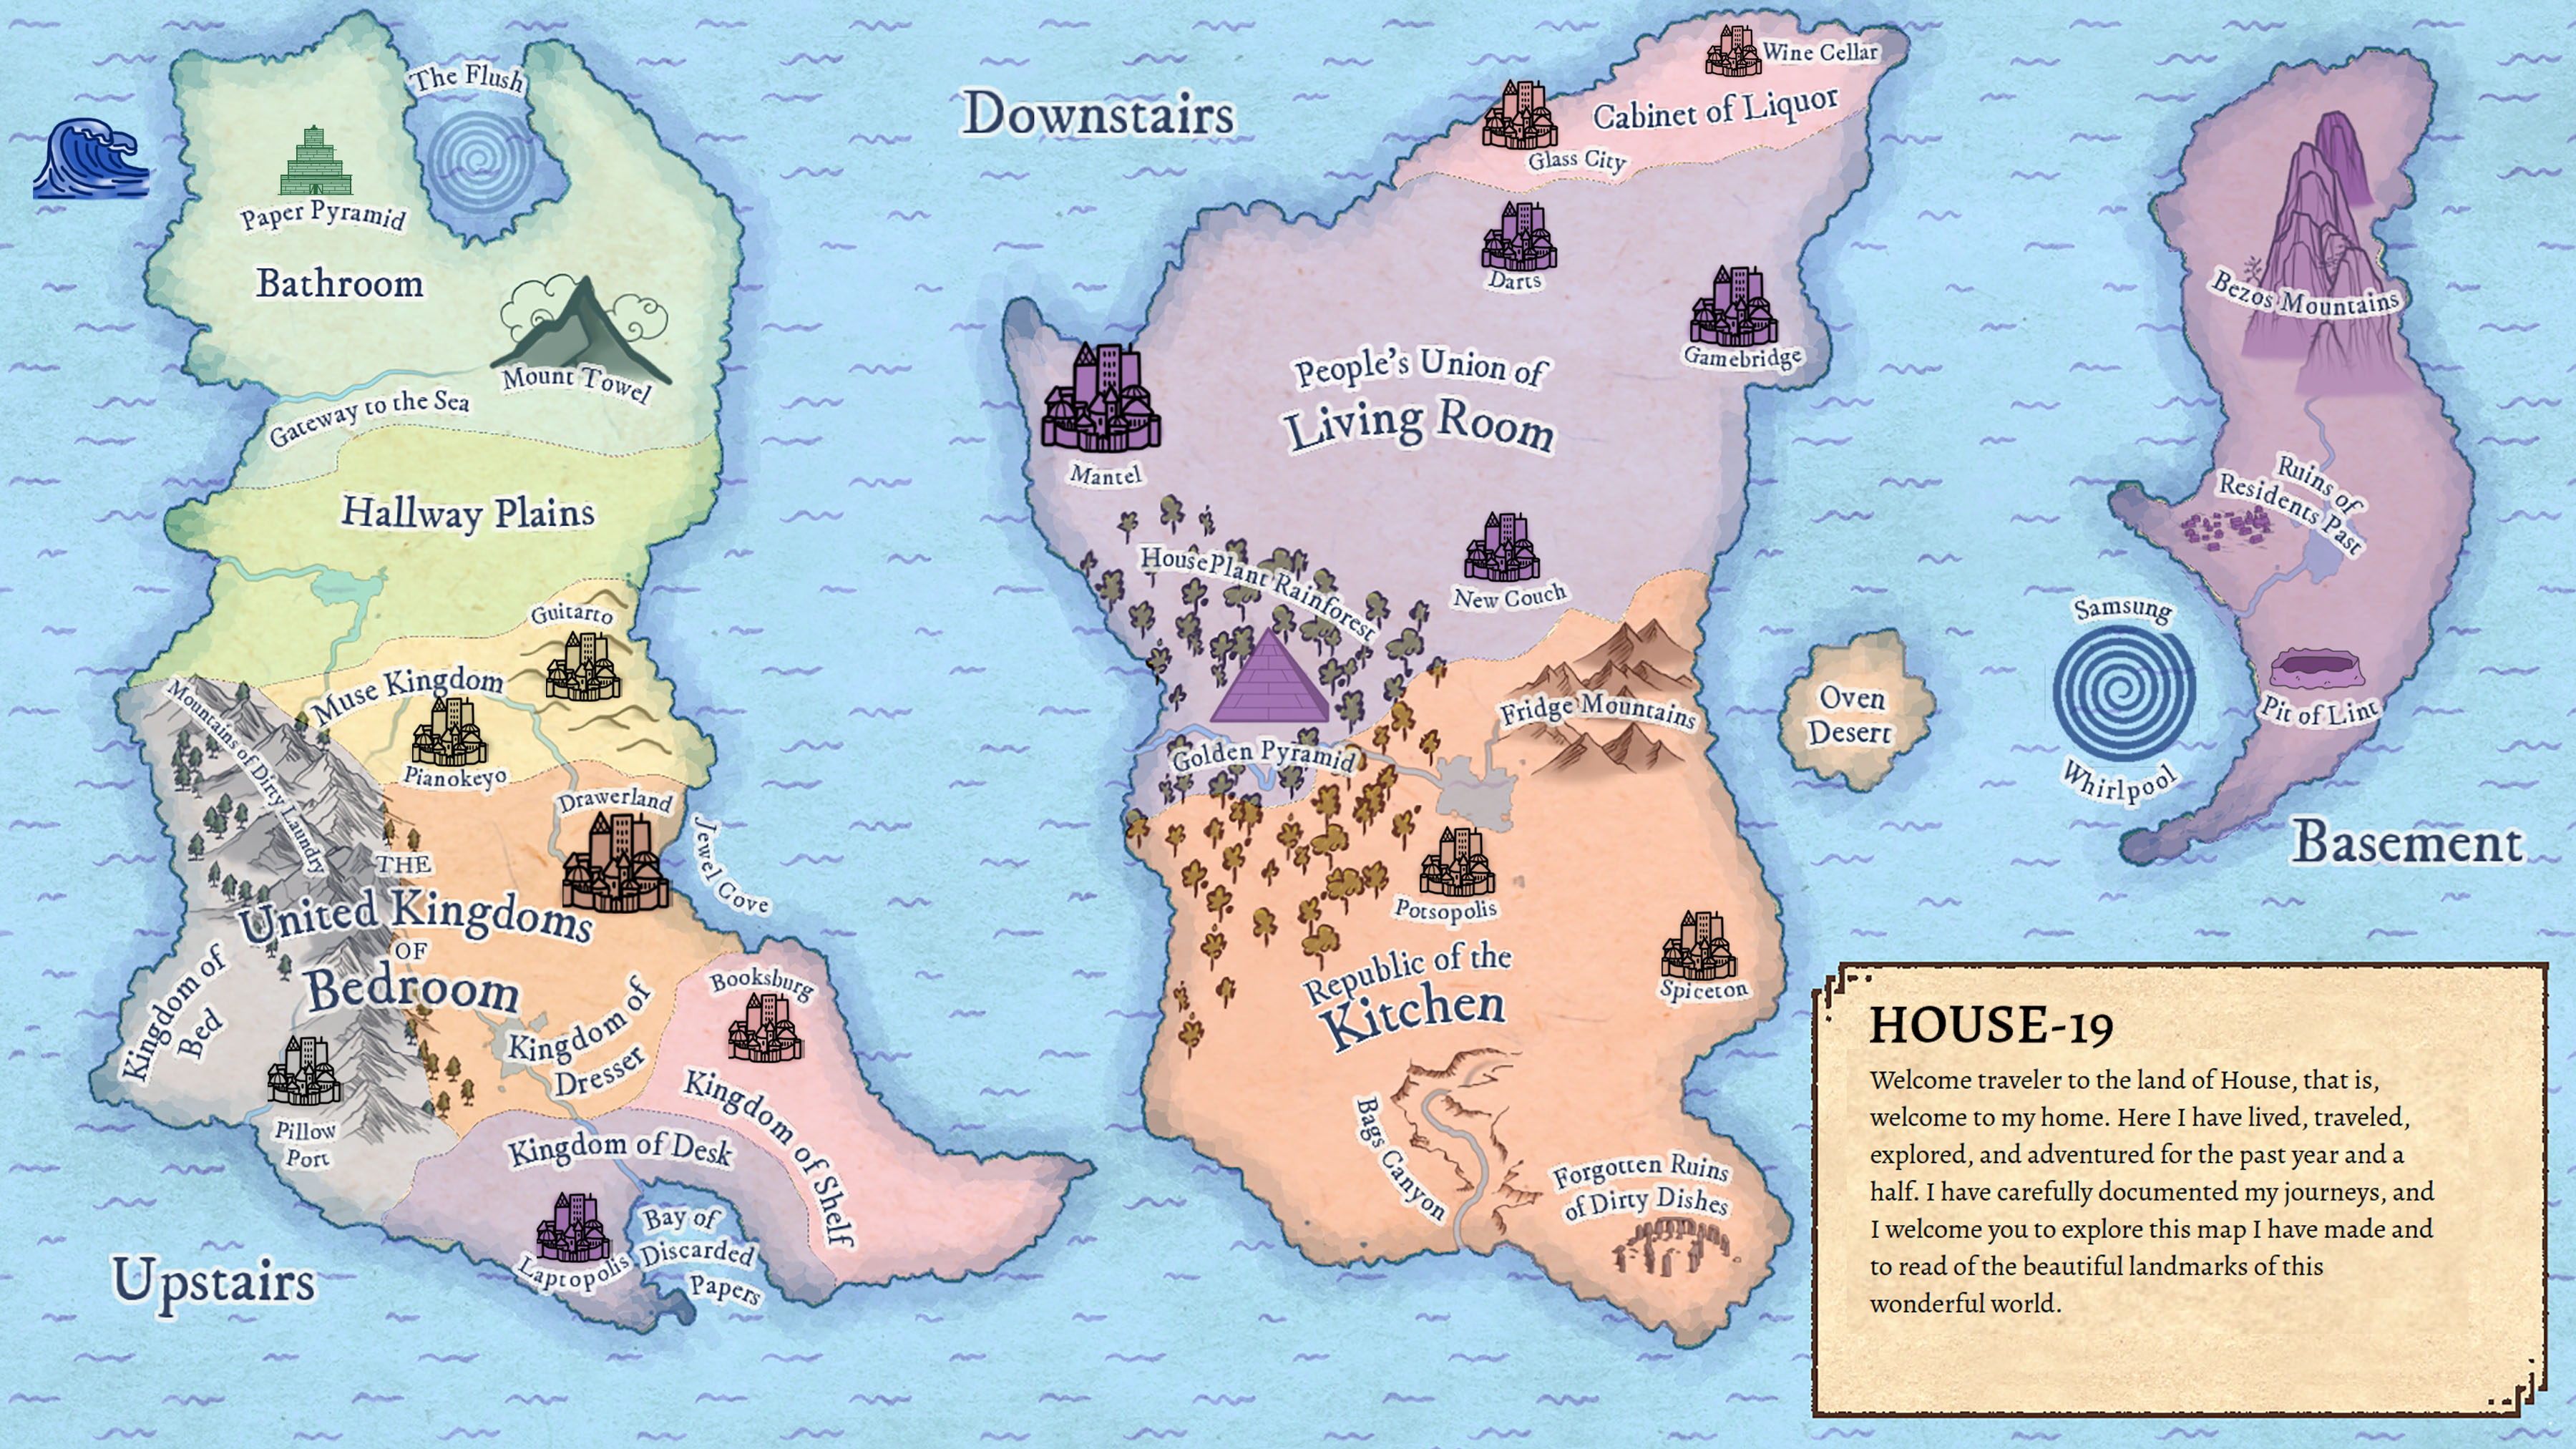 The Flush
Paper Pyramid
Bathroom
Mount Towel
Gateway to the Sea
Hallway Plains
Guitarto
Muse Kingdom
Pianokeyo
Mountains of Dirty Laundry
Drawerland
Jewel Cove
THE
United Kingdoms
OF
Bedroom
Kingdom of
Bed
Pillow
Port
Kingdom of
Dresser
Booksburg
Kingdom of Shelf
Kingdom of Desk
Laptopolis
Bay of
Discarded
Papers
Upstairs
Downstairs
Wine Cellar
Cabinet of Liquor
Glass City
Darts
Gamebridge
People's Union of
Living Room
Mantel
HousePlant Rainforest
New Couch
Golden Pyramid
Fridge Mountains
Potsopolis
Spiceton
Republic of the
Kitchen
Bags Canyon
Forgotten Ruins
of Dirty Dishes
Oven
Desert
Bezos Mountains
Ruins of
Residents Past
Samsung
Whirlpool
Pit of Lint
Basement
HOUSE-19
Welcome traveler to the land of House, that is,
welcome to my home. Here I have lived, traveled,
explored, and adventured for the past year and a
half. I have carefully documented my journeys, and
I welcome you to explore this map I have made and
to read of the beautiful landmarks of this
wonderful world.